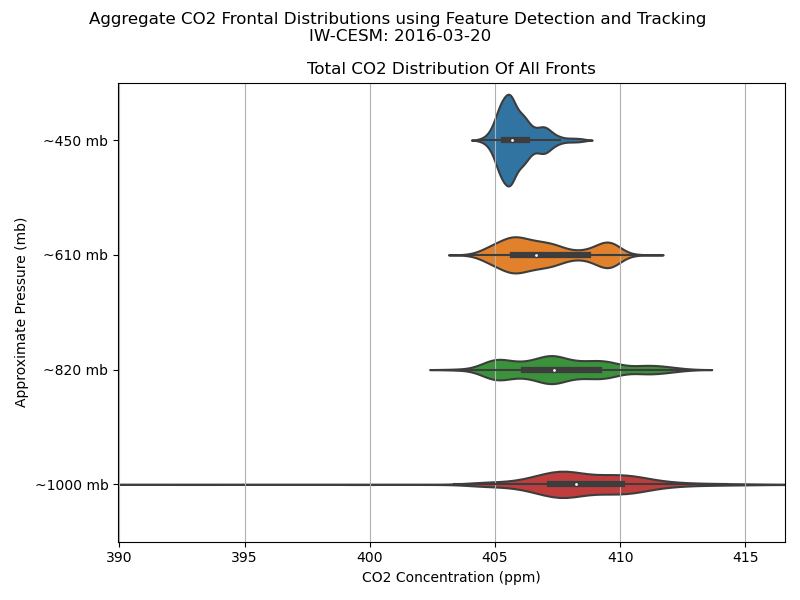 Aggregate CO2 Frontal Distributions using Feature Detection and Tracking
IW-CESM: 2016-03-20
Total CO2 Distribution Of All Fronts
~450 mb
~610 mb
~820 mb
~1000 mb
Approximate Pressure (mb)
390 395 400 405 410 415
CO2 Concentration (ppm)